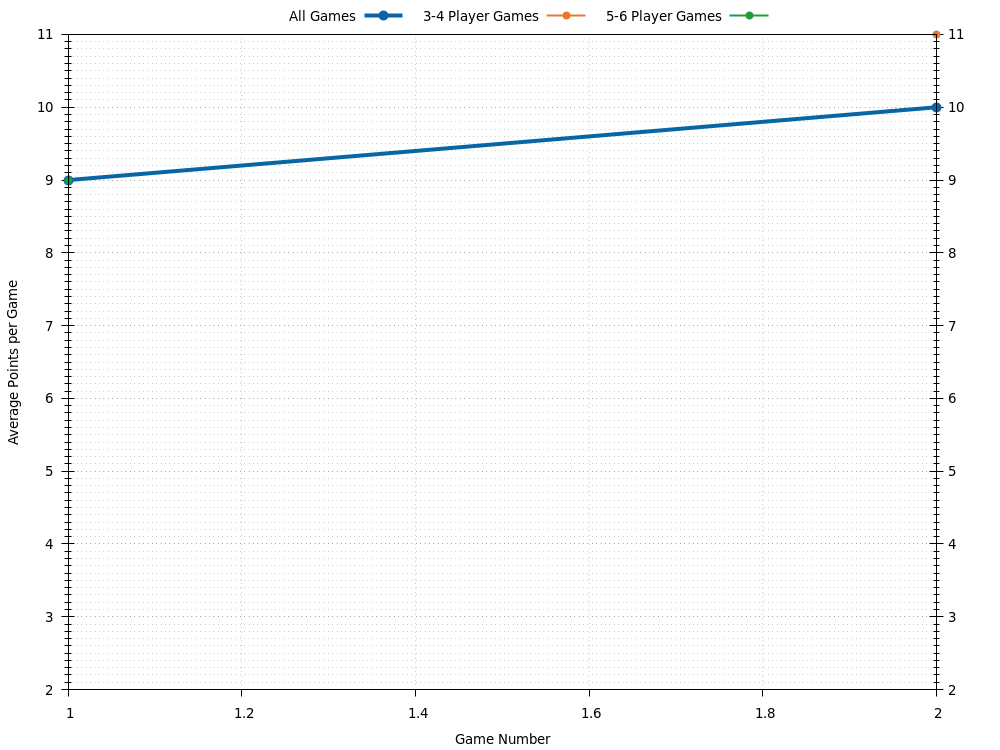 All Games 3-4 Player Games 5-6 Player Games
11 11
10 10
9 9
8 8
7 7
6 6
5 5
4 4
3 3
2 2
Average Points per Game
1 1.2 1.4 1.6 1.8 2
Game Number